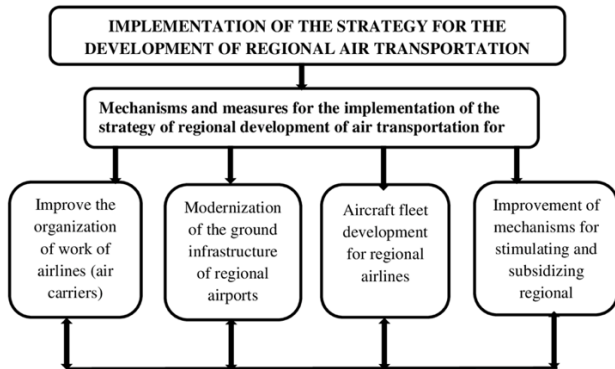 IMPLEMENTATION OF THE STRATEGY FOR THE
DEVELOPMENT OF REGIONAL AIR TRANSPORTATION
Mechanisms and measures for the implementation of the
strategy of regional development of air transportation for
Improve the
organization
of work of
airlines (air
carriers)
Modernization
of the ground
infrastructure
of regional
airports
Aircraft fleet
development
for regional
airlines
Improvement of
mechanisms for
stimulating and
subsidizing
regional